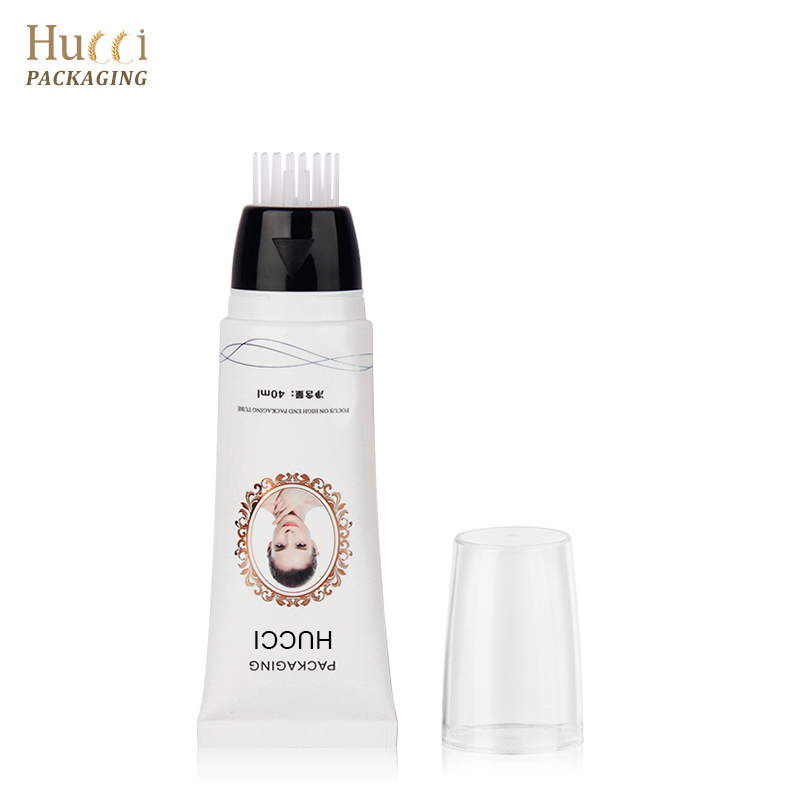 Hucci
PACKAGING
净含量：40ml
FOCUS ON HIGH END PACKAGING TUBE
HUCCI
PACKAGING